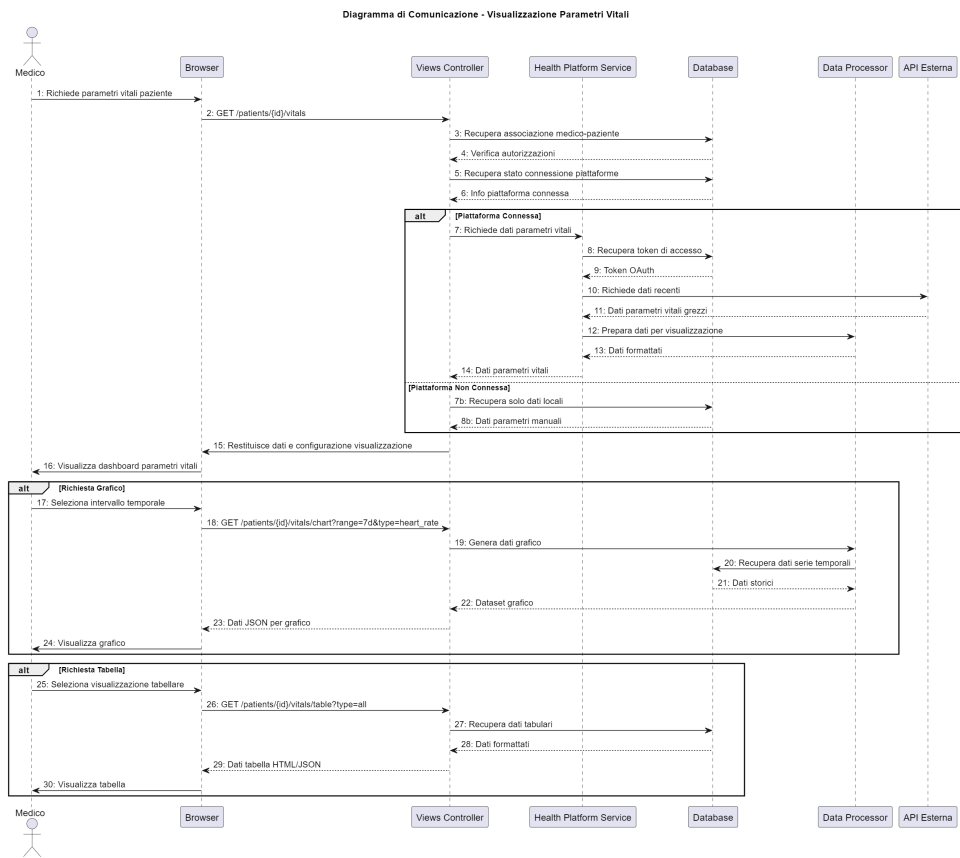 Diagramma di Comunicazione - Visualizzazione Parametri Vitali
Medico
Browser
Views Controller
Health Platform Service
Database
Data Processor
API Esterna
1: Richiede parametri vitali paziente
2: GET /patients/{id}/vitals
3: Recupera associazione medico-paziente
4: Verifica autorizzazioni
5: Recupera stato connessione piattaforme
6: Info piattaforma connessa
alt
[Piattaforma Connessa]
7: Richiede dati parametri vitali
8: Recupera token di accesso
9: Token OAuth
10: Richiede dati recenti
11: Dati parametri vitali grezzi
12: Prepara dati per visualizzazione
13: Dati formattati
14: Dati parametri vitali
[Piattaforma Non Connessa]
7b: Recupera solo dati locali
8b: Dati parametri manuali
15: Restituisce dati e configurazione visualizzazione
16: Visualizza dashboard parametri vitali
alt
[Richiesta Grafico]
17: Seleziona intervallo temporale
18: GET /patients/{id}/vitals/chart?range=7d&type=heart_rate
19: Genera dati grafico
20: Recupera dati serie temporali
21: Dati storici
22: Dataset grafico
23: Dati JSON per grafico
24: Visualizza grafico
alt
[Richiesta Tabella]
25: Seleziona visualizzazione tabellare
26: GET /patients/{id}/vitals/table?type=all
27: Recupera dati tabulari
28: Dati formattati
29: Dati tabella HTML/JSON
30: Visualizza tabella
Medico
Browser
Views Controller
Health Platform Service
Database
Data Processor
API Esterna